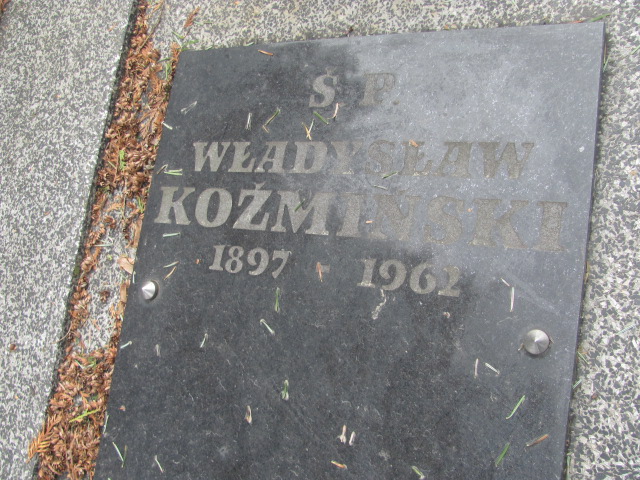 Ś P
WŁADYSŁAW
KOŹMIŃSKI
1897 - 1962